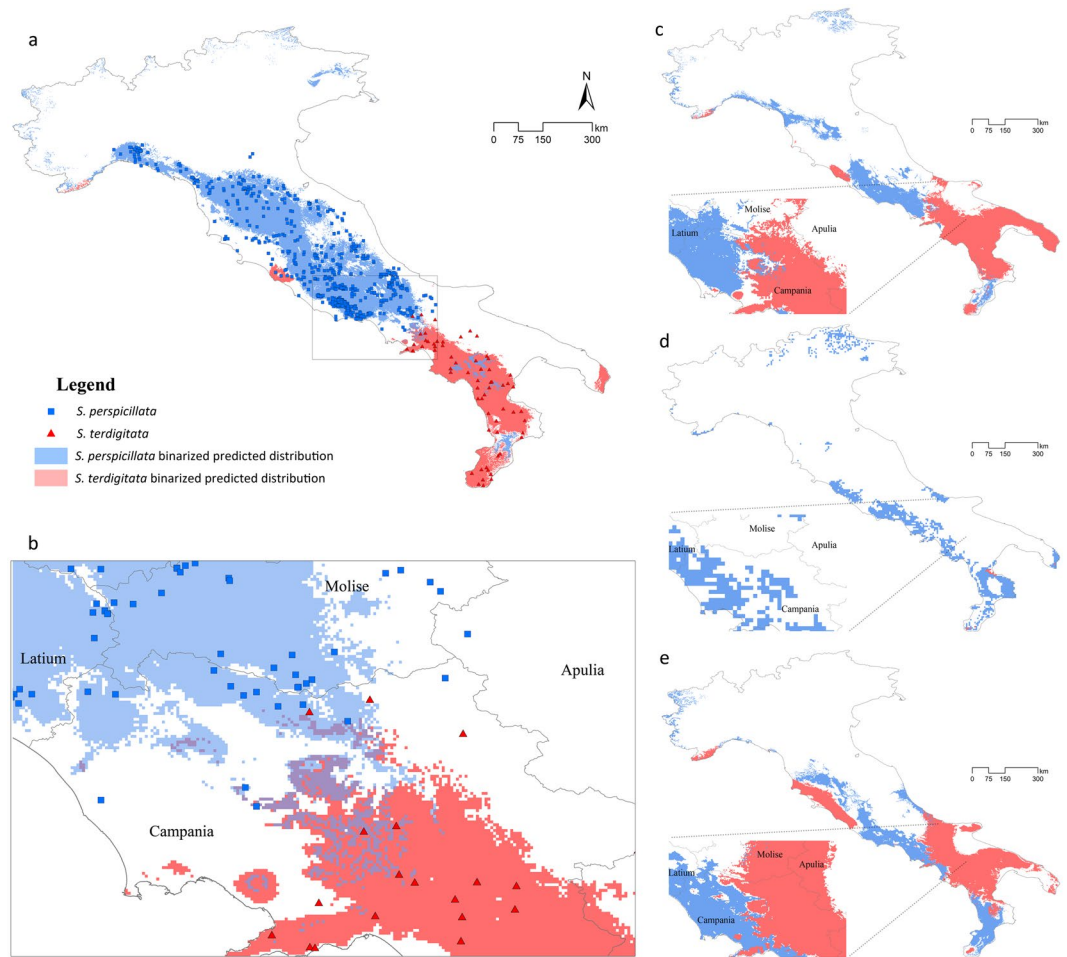 a
N
km
0 75 150 300
Legend
S. perspicillata
S. terdigitata
S. perspicillata binarized predicted distribution
S. terdigitata binarized predicted distribution
b
Molise
Latium
Apulia
Campania
c
km
0 75 150 300
Molise
Latium
Apulia
Campania
d
km
0 75 150 300
Molise
Latium
Apulia
Campania
e
km
0 75 150 300
Molise
Latium
Apulia
Campania